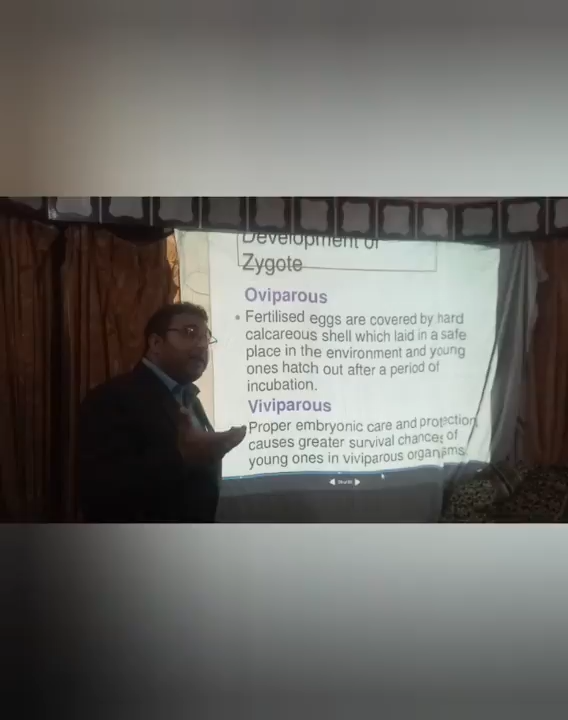 Development of
Zygote
Oviparous
• Fertilised eggs are covered by hard
calcareous shell which laid in a safe
place in the environment and young
ones hatch out after a period of
incubation.
Viviparous
Proper embryonic care and protection
causes greater survival chances of
young ones in viviparous organisms.